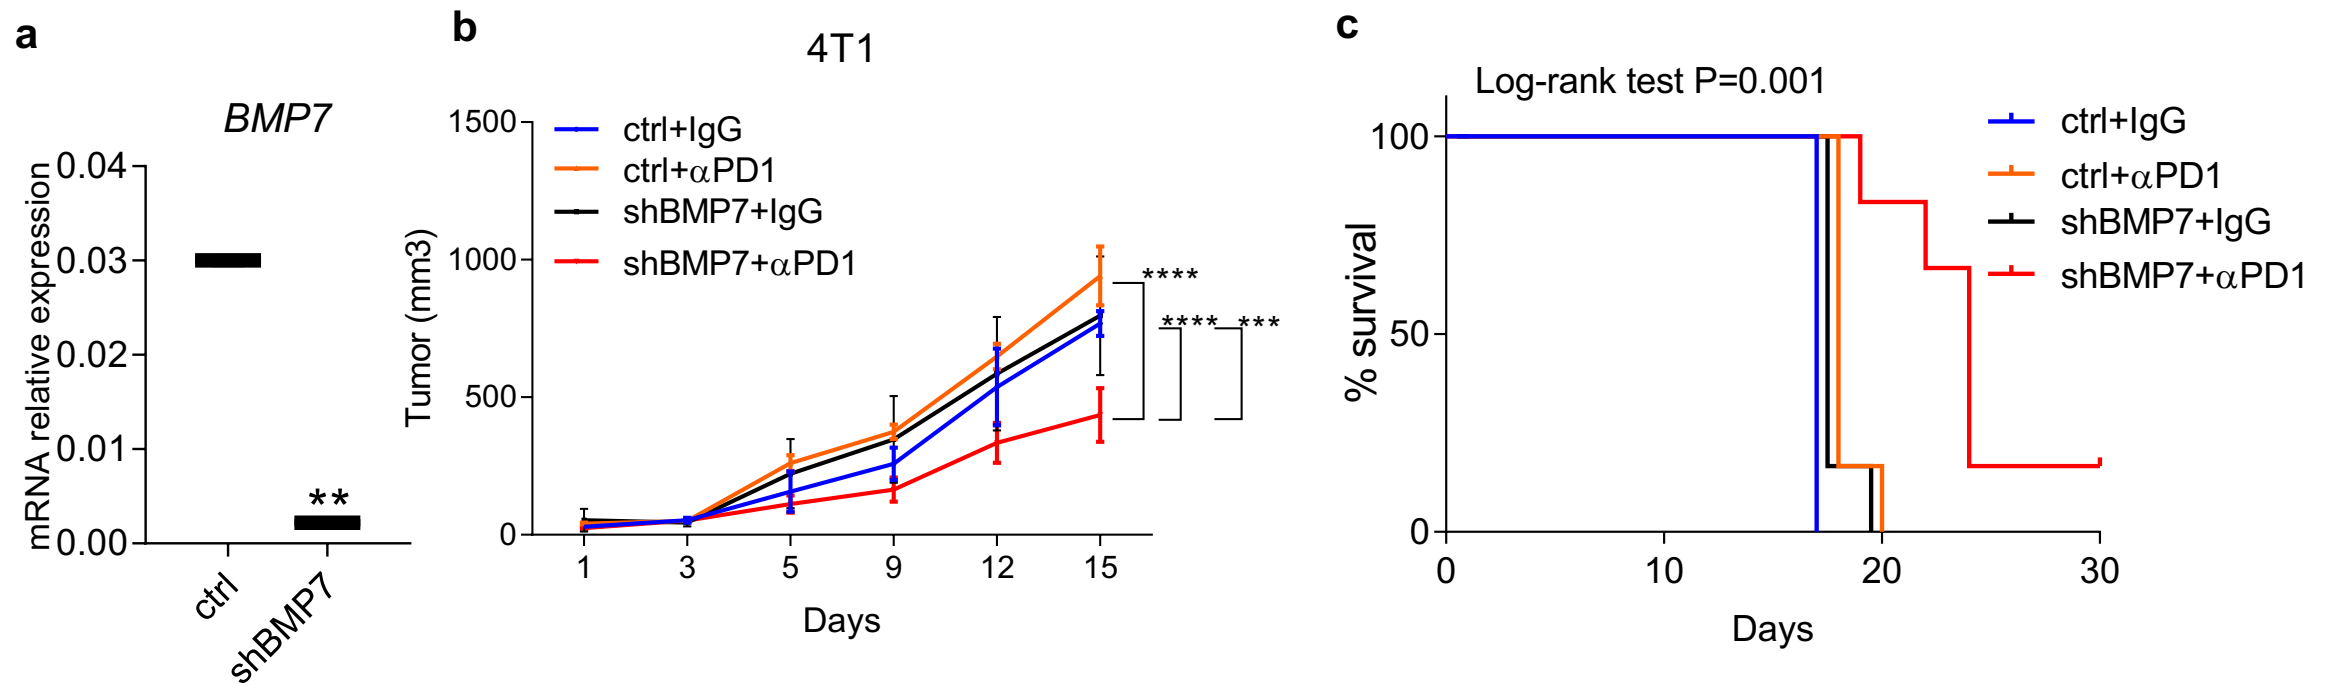 a
BMP7
mRNA relative expression
0.04
0.03
0.02
0.01
0.00
**
ctrl
shBMP7
b
4T1
Tumor (mm3)
1500
1000
500
0
ctrl+IgG
ctrl+αPD1
shBMP7+IgG
shBMP7+αPD1
****
**** ***
1 3 5 9 12 15
Days
c
Log-rank test P=0.001
% survival
100
50
0
ctrl+IgG
ctrl+αPD1
shBMP7+IgG
shBMP7+αPD1
0 10 20 30
Days